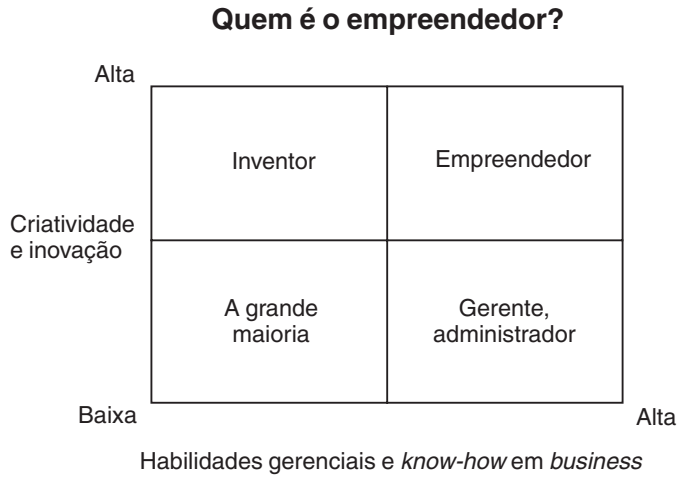 Quem é o empreendedor?
Alta
Inventor
Empreendedor
Criatividade
e inovação
A grande
maioria
Gerente,
administrador
Baixa
Alta
Habilidades gerenciais e know-how em business